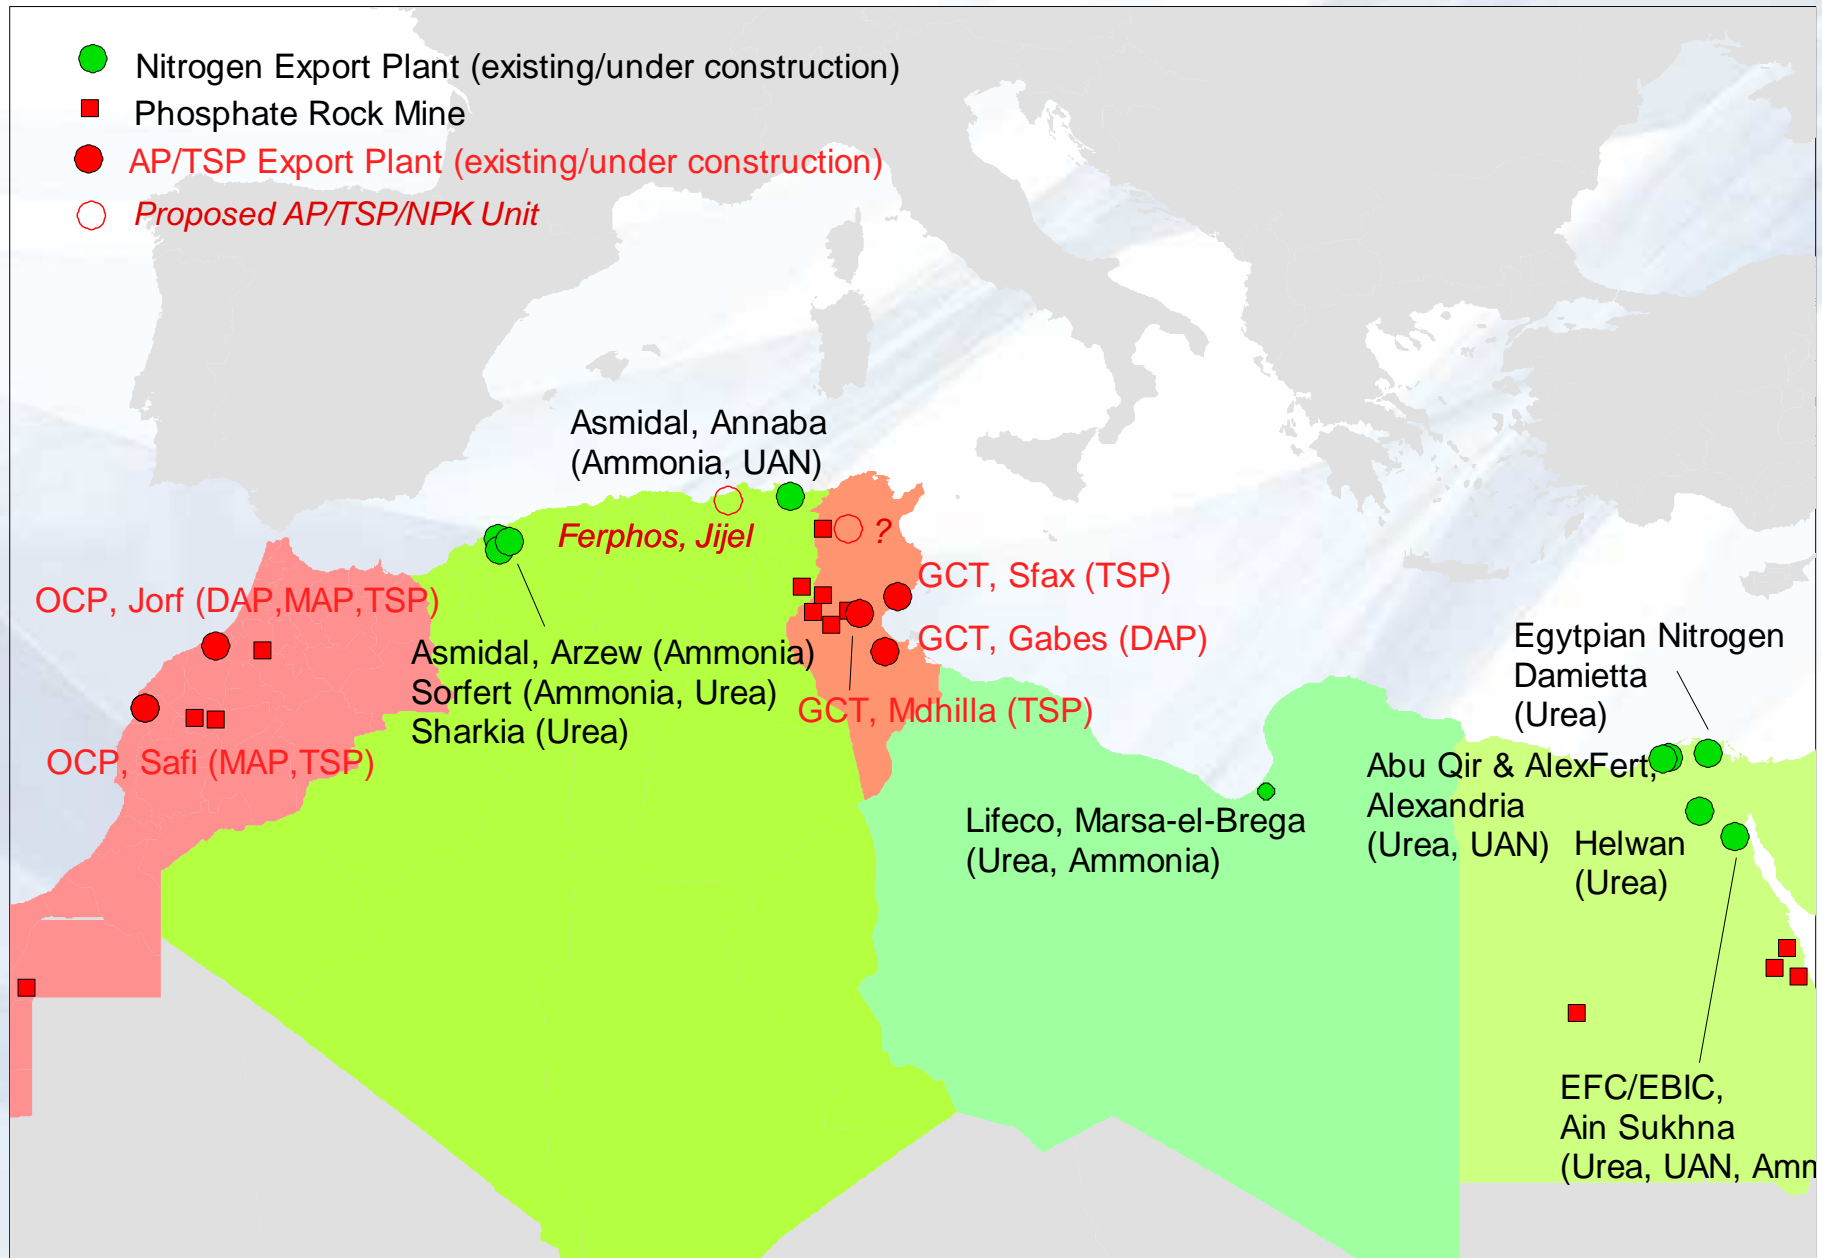 Nitrogen Export Plant (existing/under construction)
Phosphate Rock Mine
AP/TSP Export Plant (existing/under construction)
Proposed AP/TSP/NPK Unit
Asmidal, Annaba
(Ammonia, UAN)
Ferphos, Jijel
?
OCP, Jorf (DAP,MAP,TSP)
GCT, Sfax (TSP)
Asmidal, Arzew (Ammonia)
Sorfert (Ammonia, Urea)
Sharkia (Urea)
GCT, Gabes (DAP)
GCT, Mdhilla (TSP)
OCP, Safi (MAP,TSP)
Egytpian Nitrogen
Damietta
(Urea)
Abu Qir & AlexFert,
Alexandria
(Urea, UAN)
Helwan
(Urea)
Lifeco, Marsa-el-Brega
(Urea, Ammonia)
EFC/EBIC,
Ain Sukhna
(Urea, UAN, Amm